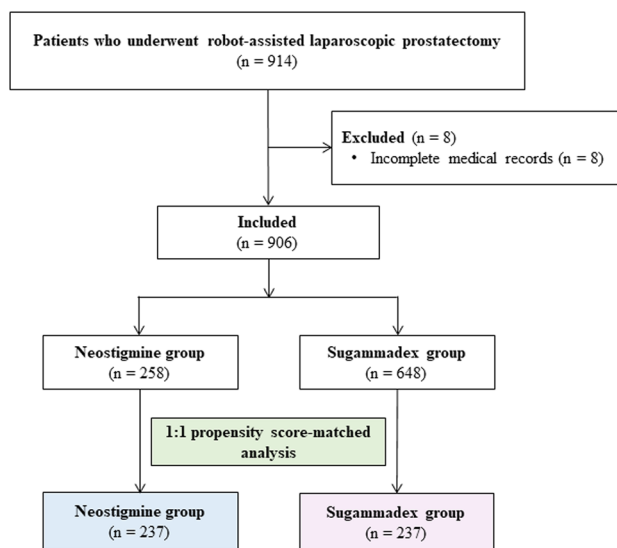 Patients who underwent robot-assisted laparoscopic prostatectomy
(n = 914)
Excluded (n = 8)
• Incomplete medical records (n = 8)
Included
(n = 906)
Neostigmine group
(n = 258)
Sugammadex group
(n = 648)
1:1 propensity score-matched
analysis
Neostigmine group
(n = 237)
Sugammadex group
(n = 237)